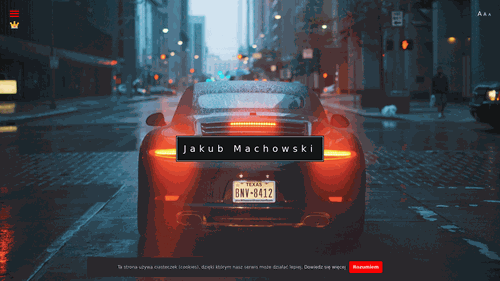 A A A
Jakub Machowski
TEXAS
BNV-8412
Ta strona używa ciasteczek (cookies), dzięki którym nasz serwis może działać lepiej. Dowiedz się więcej
Rozumiem